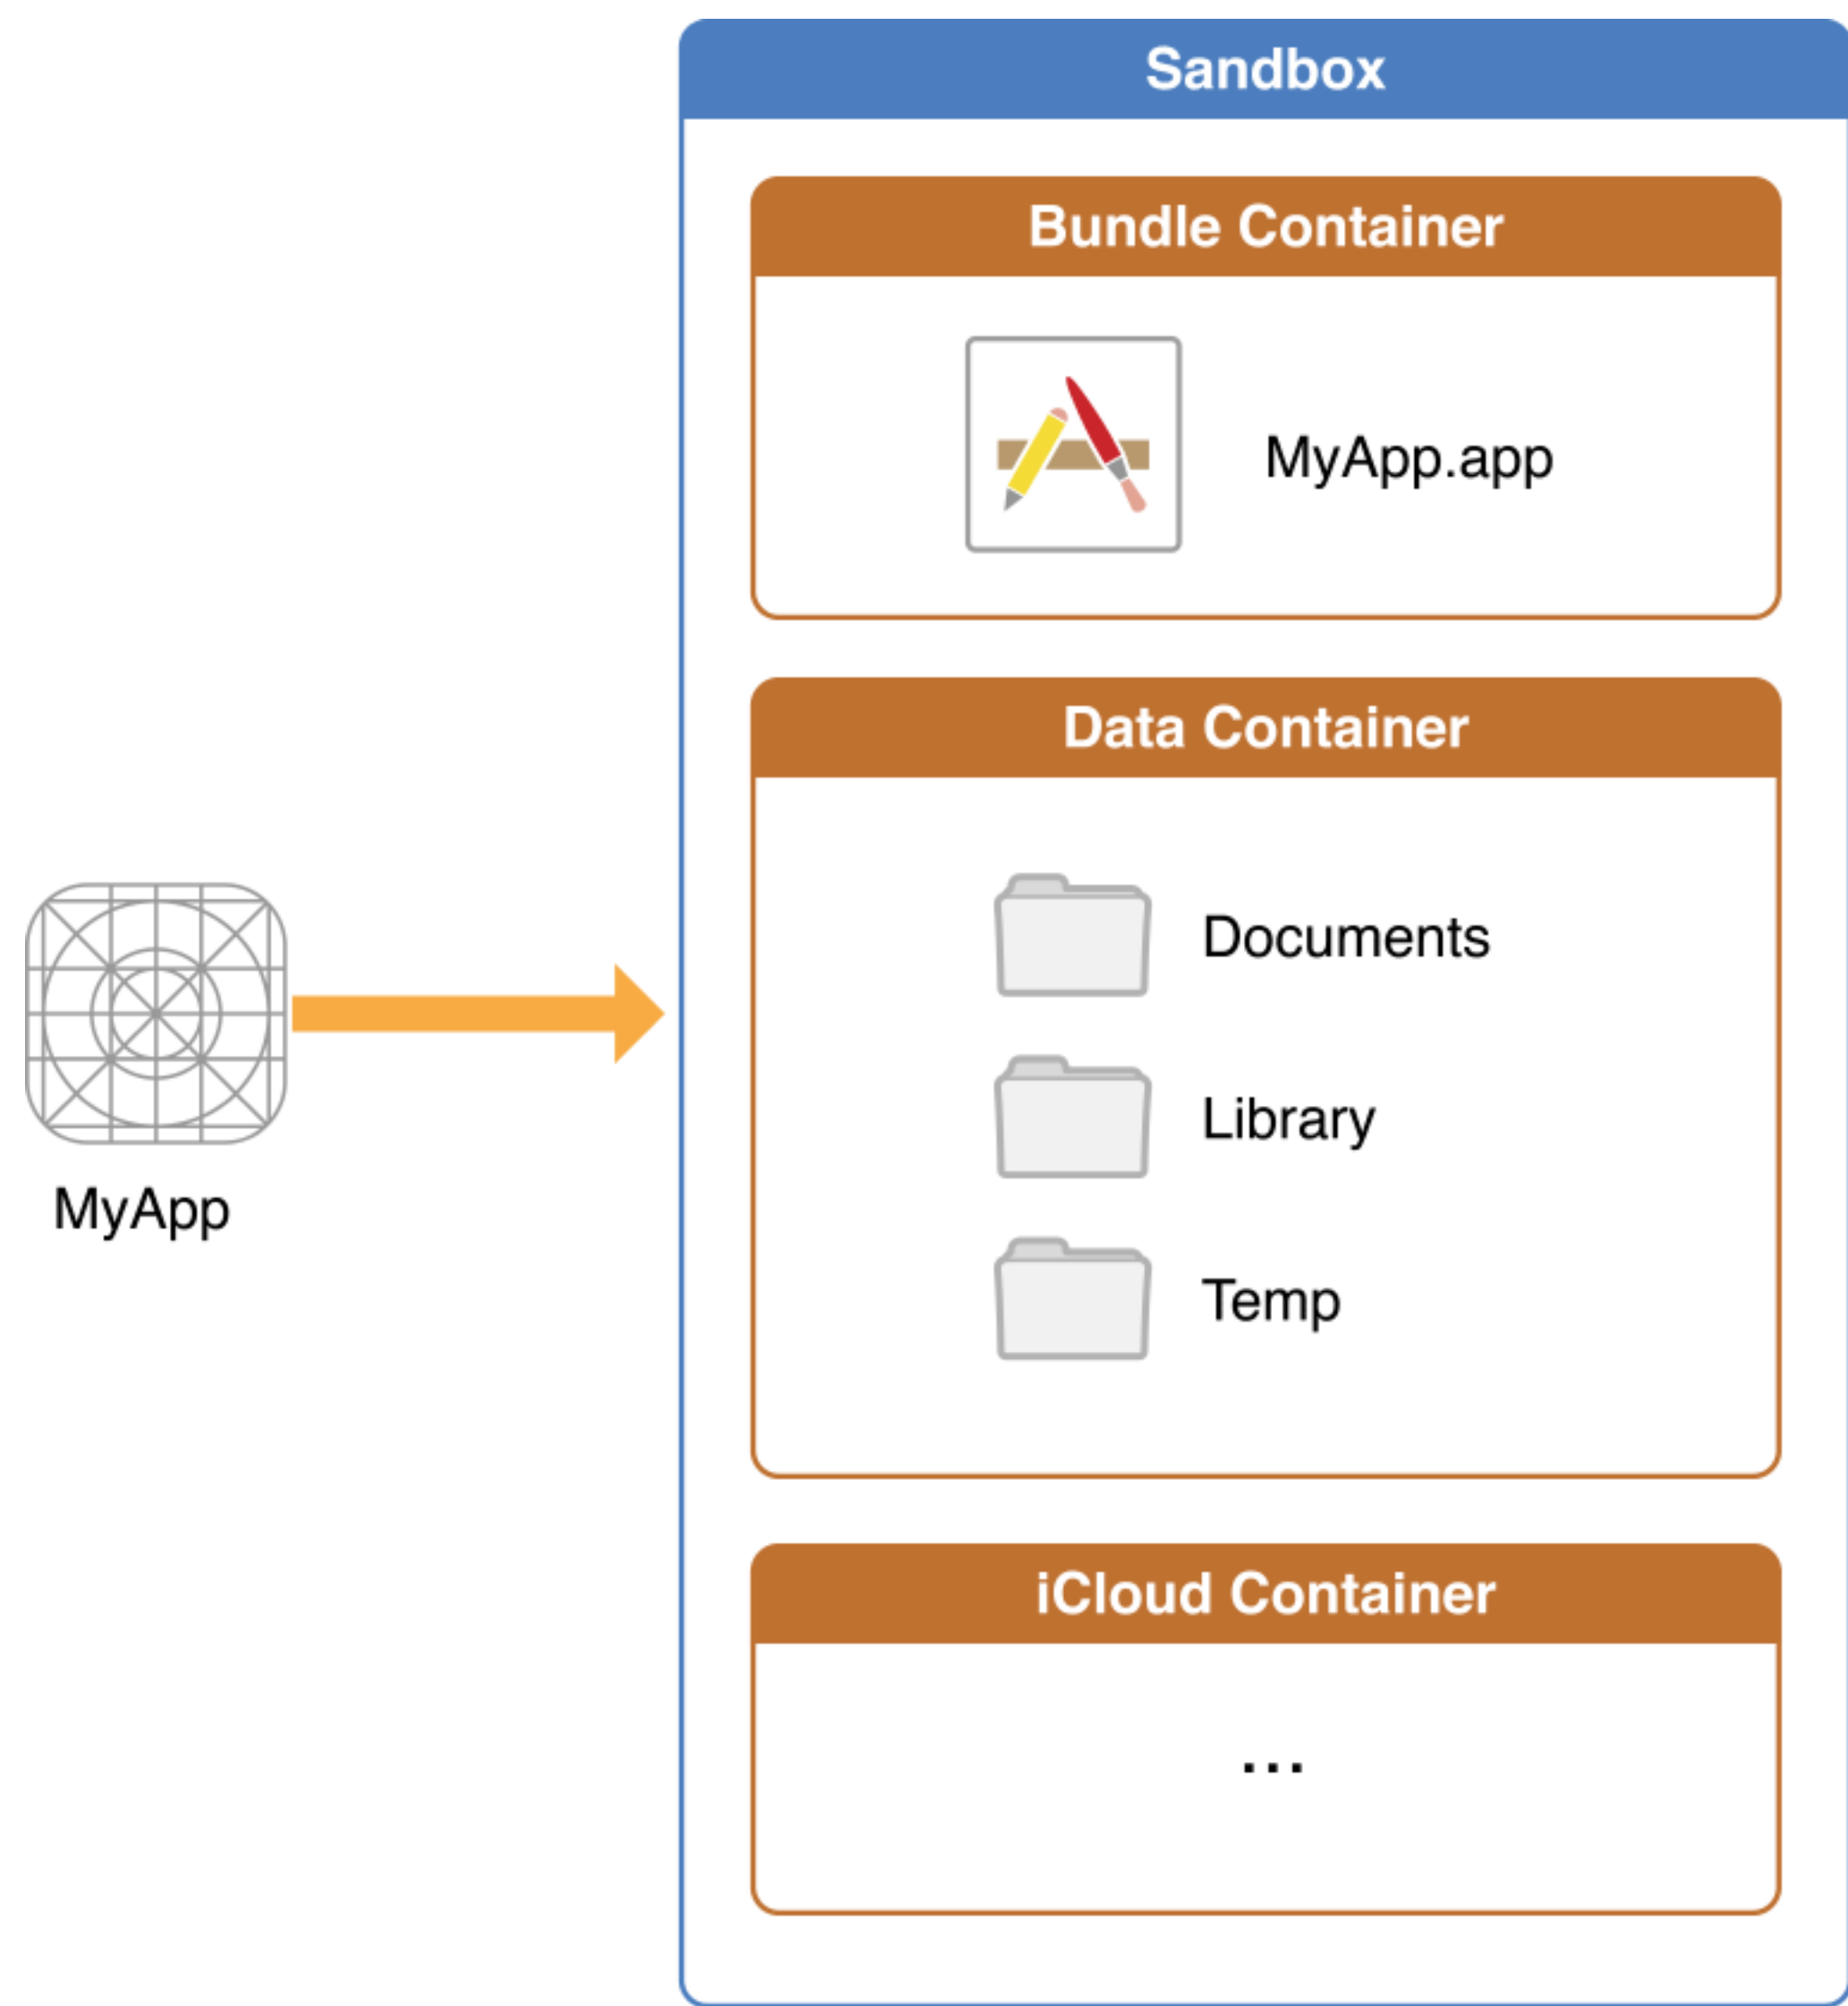 Sandbox
Bundle Container
MyApp.app
Data Container
Documents
Library
Temp
MyApp
iCloud Container
...